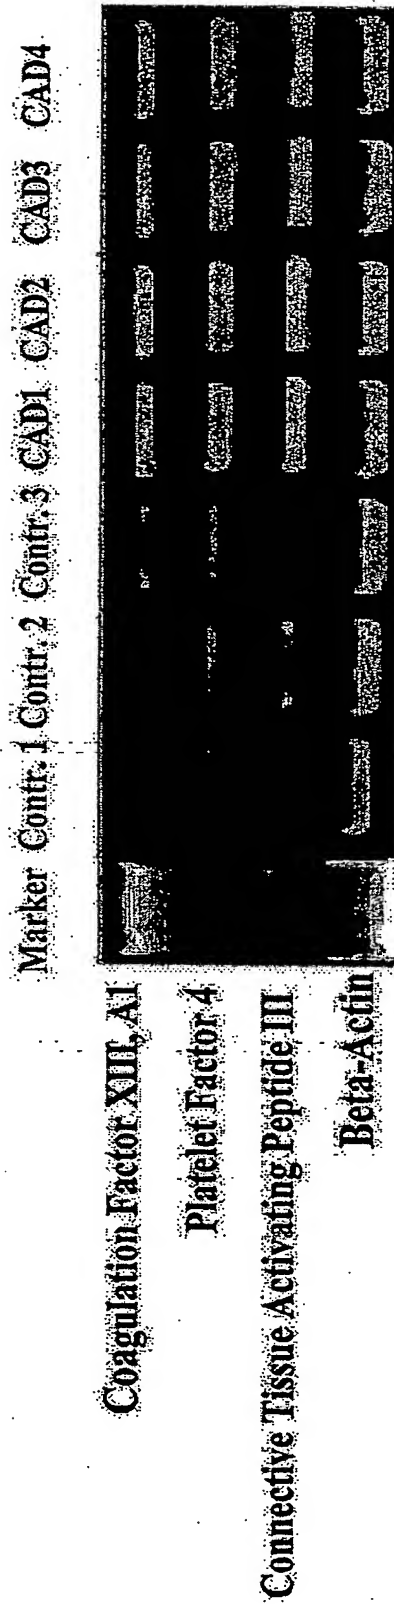 Marker Contr. 1 Contr. 2 Contr. 3 CAD1 CAD2 CAD3 CAD4
Coagulation Factor XIII, A1
Platelet Factor 4
Connective Tissue Activating Peptide III
Beta-Actin